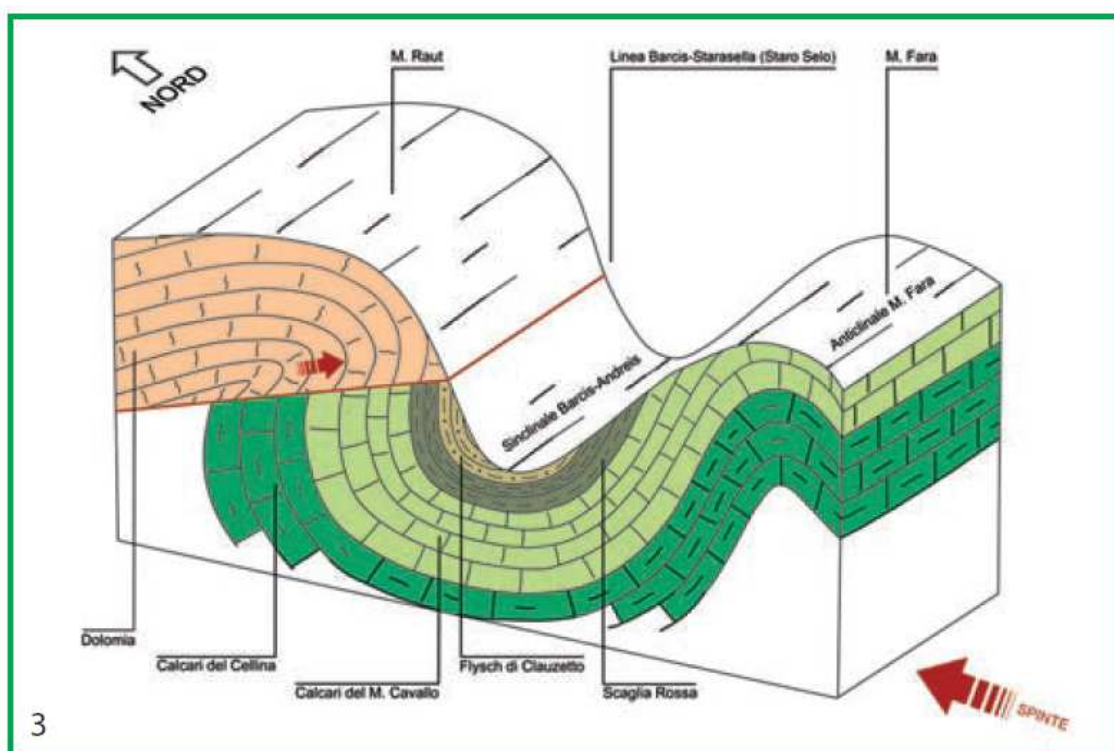 NORD
M. Raut
Linea Barcis-Starasella (Staro Selo)
M. Fara
Anticlinale M. Fara
Sinclinale Barcis-Andreis
Dolomia
Calcari del Cellina
Calcari del M. Cavallo
Flysch di Clauzetto
Scaglia Rossa
SPINTE
3